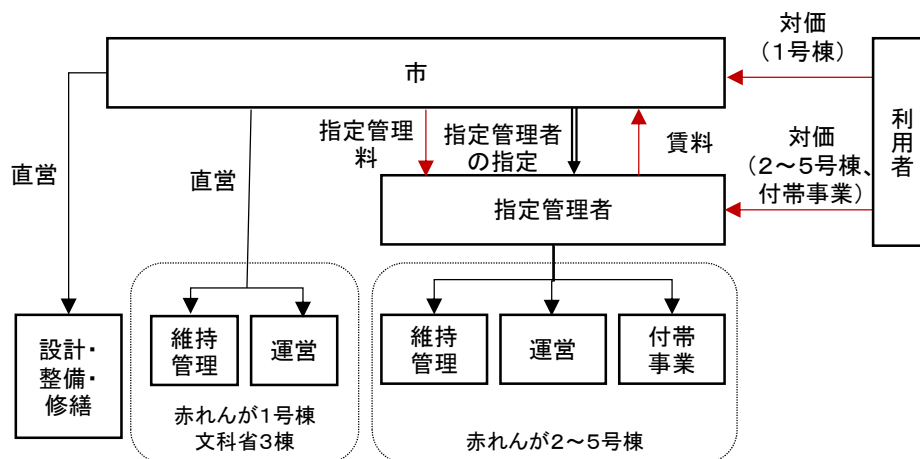 対価
(1号棟)
市
利用者
指定管理
料
指定管理者
の指定
賃料
対価
(2~5号棟、
付帯事業)
直営
直営
指定管理者
設計・
整備・
修繕
維持
管理
運営
維持
管理
運営
付帯
事業
赤れんが1号棟
文科省3棟
赤れんが2~5号棟